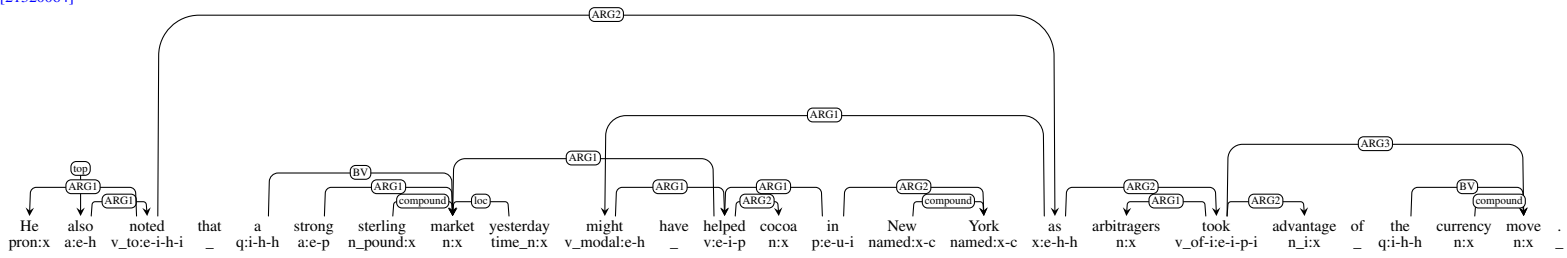 ARG2
ARG1
ARG3
ARG1
top
BV
ARG1 ARG1 ARG1 ARG1 ARG2 ARG2 BV
ARG1 compound loc ARG2 compound ARG1 ARG2 compound
He also noted that a strong sterling market yesterday might have helped cocoa in New York as arbitragers took advantage of the currency move .
pron:x a:e-h v_to:e-i-h-i _ q:i-h-h a:e-p n_pound:x n:x time_n:x v_modal:e-h _ v:e-i-p n:x p:e-u-i named:x-c named:x-c x:e-h-h n:x v_of-i:e-i-p-i n_i:x _ q:i-h-h n:x n:x _